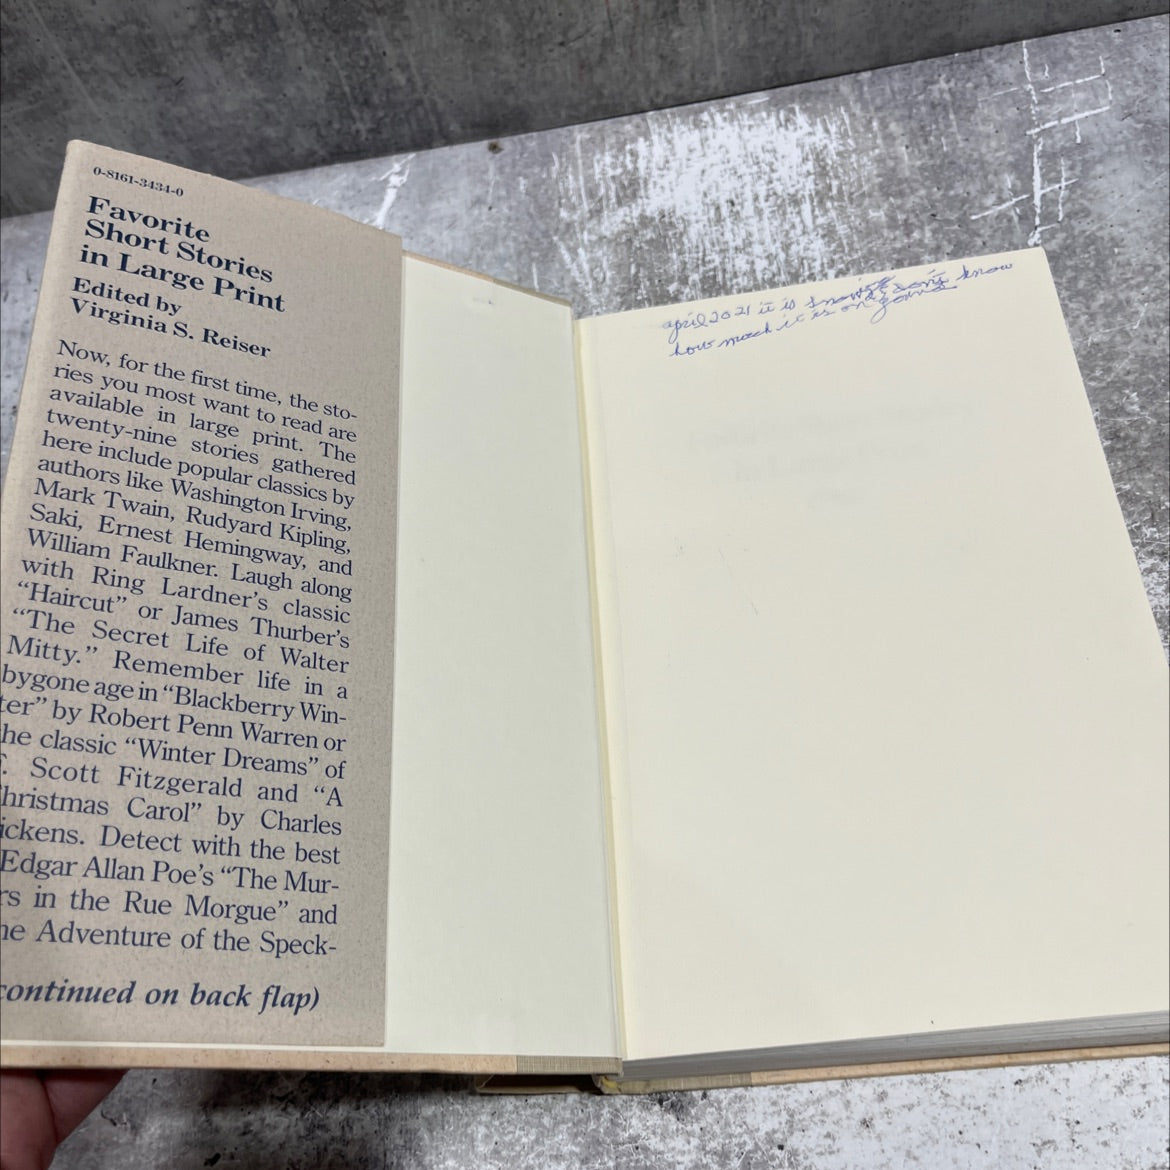 0-8161-3434-0
Favorite
Short Stories
in Large Print
Edited by
Virginia S. Reiser
Now, for the first time, the sto-
ries you most want to read are
available in large print. The
twenty-nine stories gathered
here include popular classics by
authors like Washington Irving,
Mark Twain, Rudyard Kipling,
Saki, Ernest Hemingway, and
William Faulkner. Laugh along
with Ring Lardner's classic
“Haircut” or James Thurber's
“The Secret Life of Walter
Mitty.” Remember life in a
bygone age in “Blackberry Win-
ter” by Robert Penn Warren or
he classic “Winter Dreams” of
F. Scott Fitzgerald and “A
hristmas Carol” by Charles
ickens. Detect with the best
Edgar Allan Poe's “The Mur-
rs in the Rue Morgue” and
he Adventure of the Speck-
continued on back flap)
april 2021 it is snowing don't know
how much it is on going